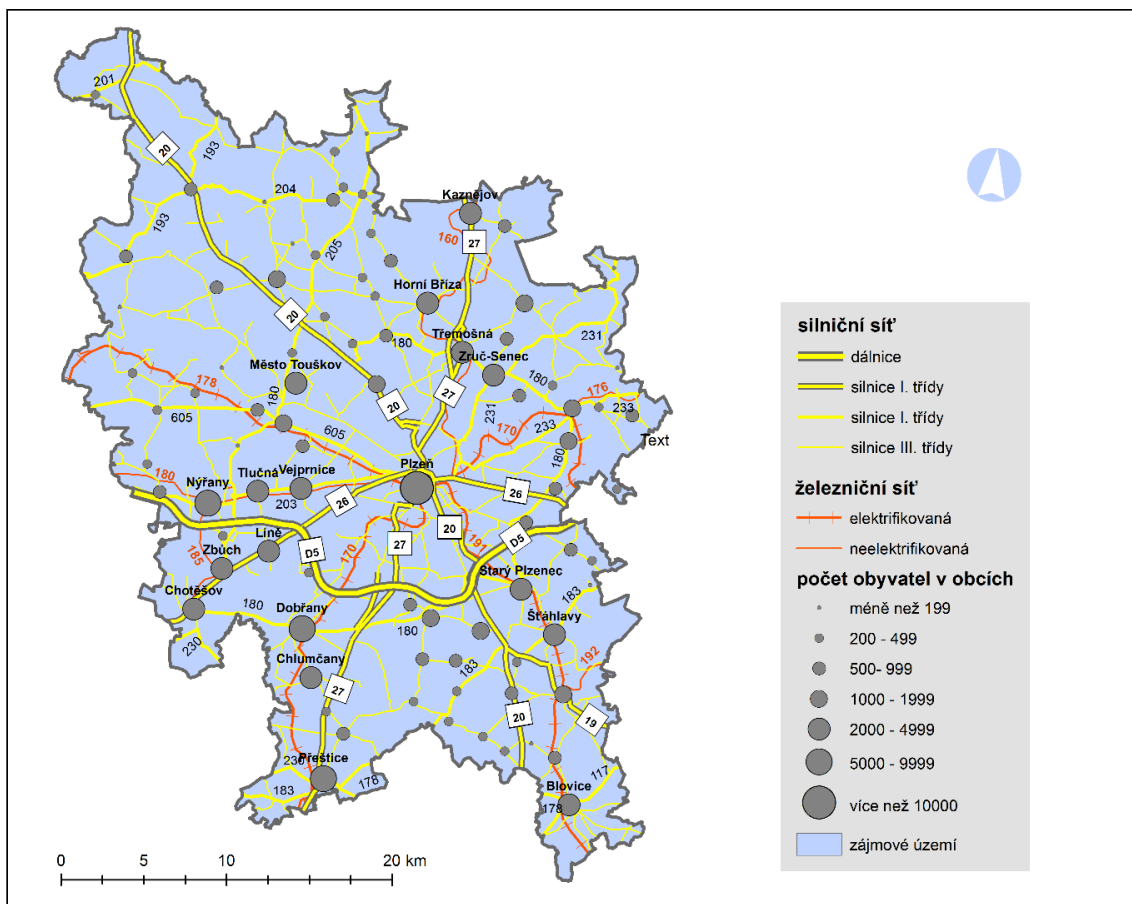 201
20
193
204
193
205
Kaznějov
160
27
Horní Bříza
20
231
Třemošná
180
Zruč-Senec
Město Touškov
178
180
27
180
176
20
231
605
605
170
233
233
Text
180
Plzeň
180
Nýřany
Tlučná
Vejprnice
203
26
26
20
Líně
D5
27
191
D5
Zbůch
185
170
Starý Plzenec
Chotěšov
180
Dobřany
180
183
Šťáhlavy
230
Chlumčany
183
192
27
20
19
Přeštice
230
183
178
117
Blovice
178
0 5 10 20 km
silniční síť
dálnice
silnice I. třídy
silnice I. třídy
silnice III. třídy
železniční síť
elektrifikovaná
neelektrifikovaná
počet obyvatel v obcích
méně než 199
200 - 499
500- 999
1000 - 1999
2000 - 4999
5000 - 9999
více než 10000
zájmové území